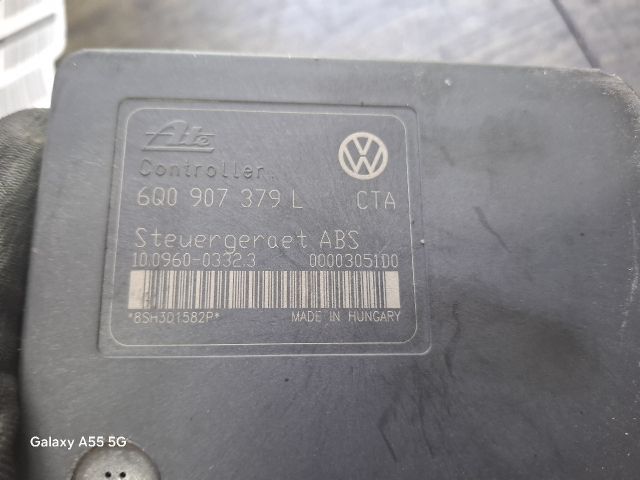 Ate
Controller
6Q0 907 379 L CTA
Steuergeraet ABS
10.0960-0332.3 00003051D0
*8SH301582P* MADE IN HUNGARY
Galaxy A55 5G